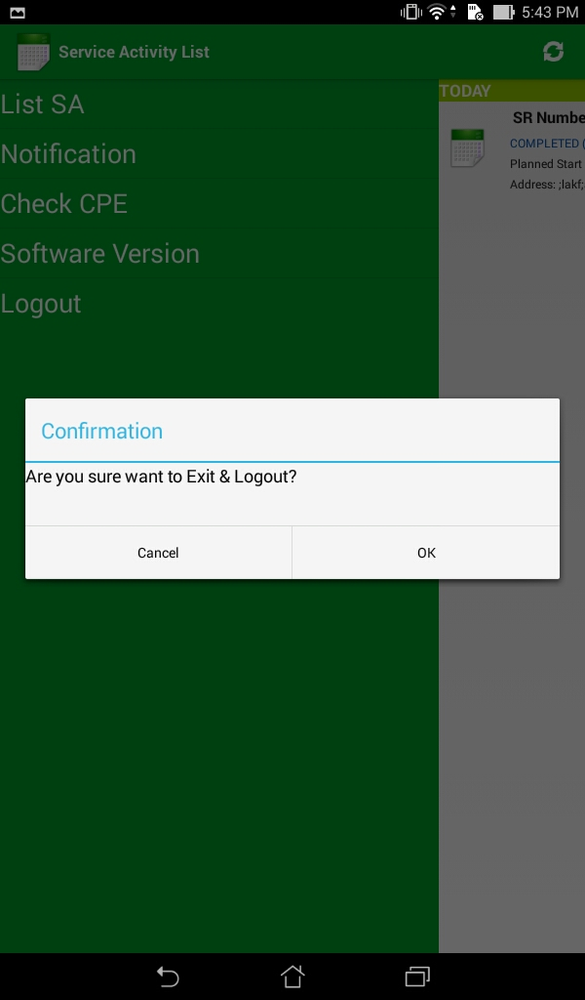 5:43 PM
Service Activity List
List SA
Notification
Check CPE
Software Version
Logout
TODAY
SR Numbe
COMPLETED (
Planned Start
Address: ;lakf;
Confirmation
Are you sure want to Exit & Logout?
Cancel
OK